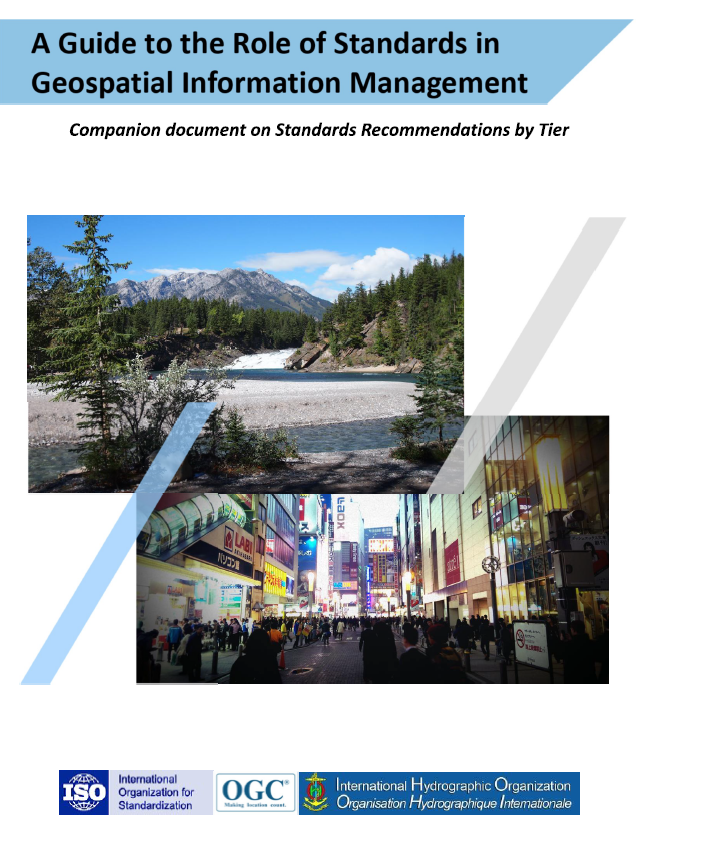 A Guide to the Role of Standards in
Geospatial Information Management
Companion document on Standards Recommendations by Tier
LABI
パソコン館
LAOX
ISO
International
Organization for
Standardization
OGC®
Making location count.
International Hydrographic Organization
Organisation Hydrographique Internationale